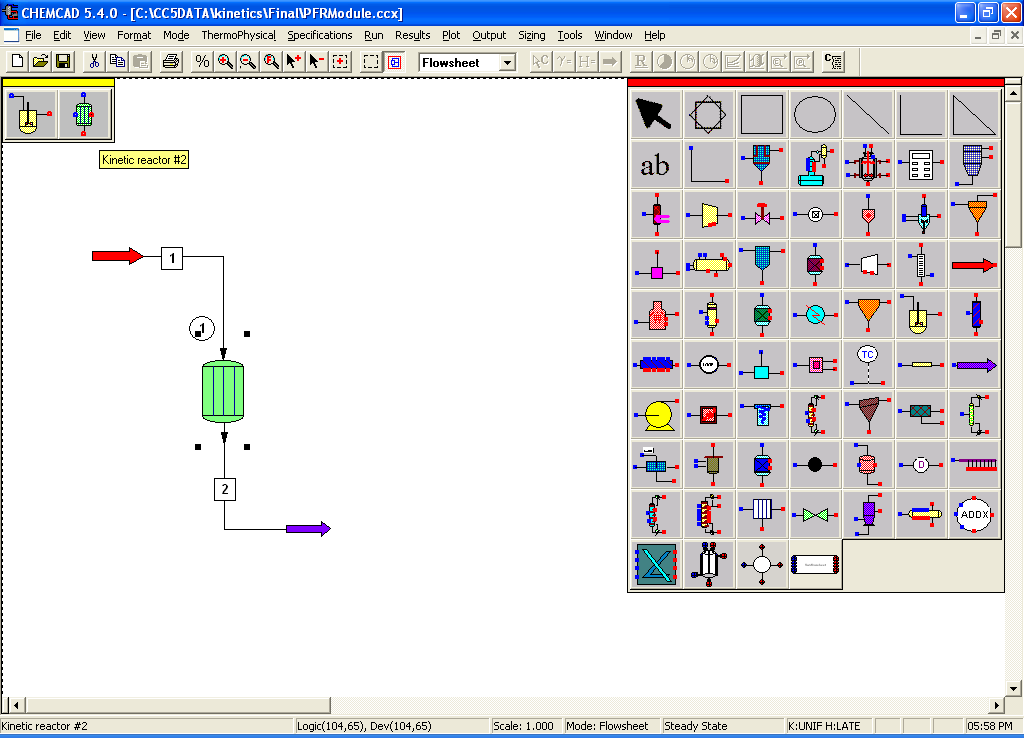 CHEMCAD 5.4.0 - [C:\CC5DATA\kinetics\Final\PFRModule.ccx]
File Edit View Format Mode ThermoPhysical Specifications Run Results Plot Output Sizing Tools Window Help
% Flowsheet C γ= H= R
Kinetic reactor #2
ab
1
1
TC
2
D
ADDX
Kinetic reactor #2 Logic(104,65), Dev(104,65) Scale: 1.000 Mode: Flowsheet Steady State K:UNIF H:LATE 05:58 PM